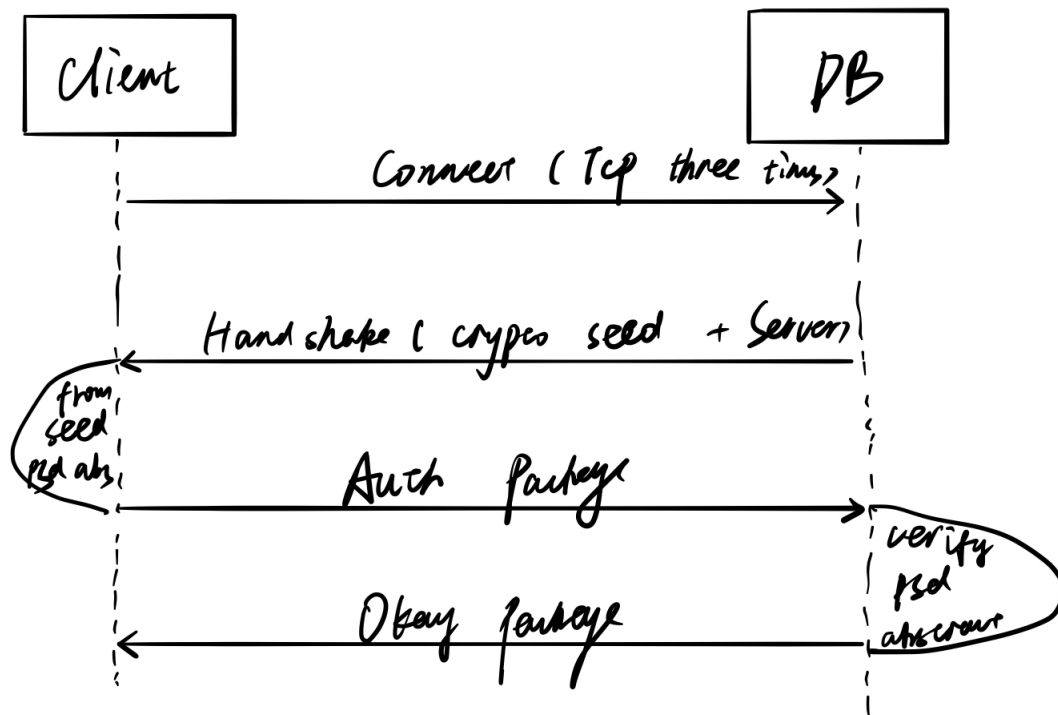 Client
DB
Connect (Tcp three times)
Handshake ( crypto seed + Server)
from
seed
psd abs
Auth Package
verify
psd
Okay Package